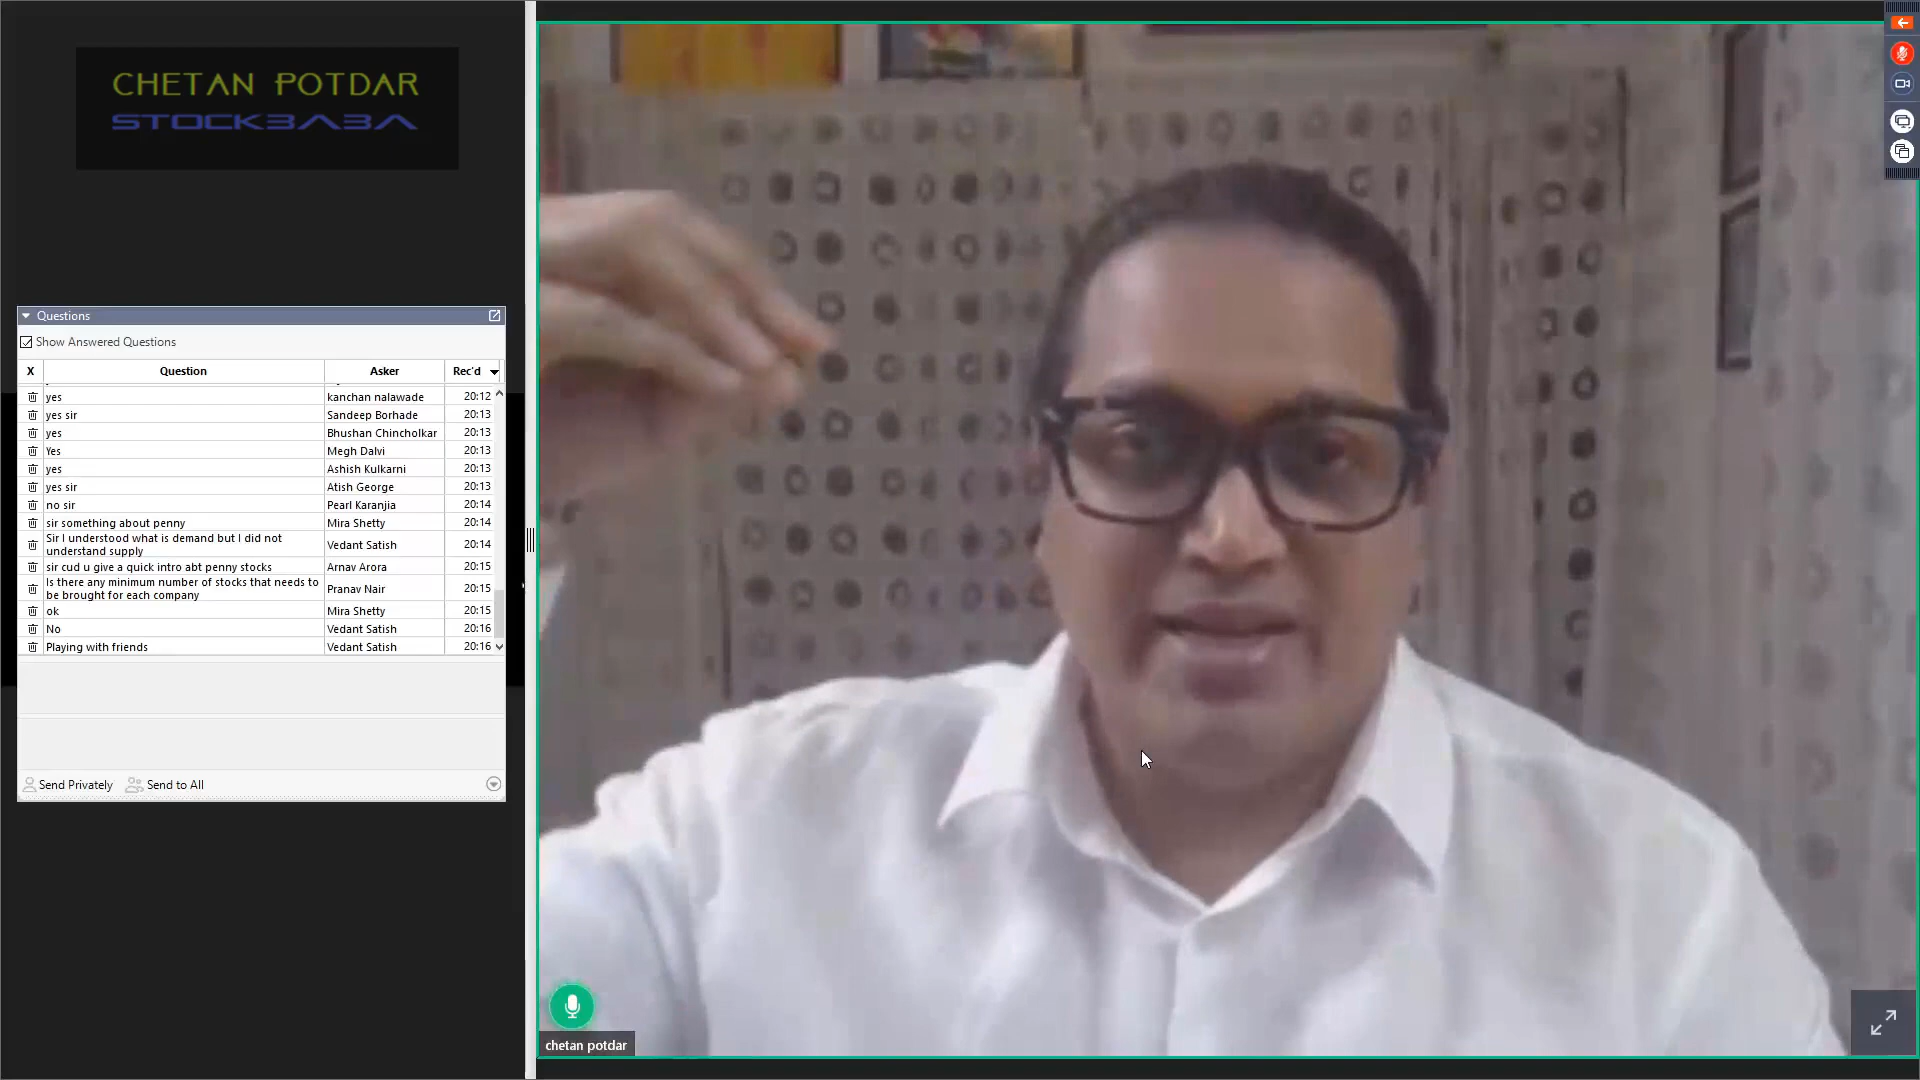 CHETAN POTDAR
STOCKBABA
Questions
Show Answered Questions
X Question Asker Rec'd
yes kanchan nalawade 20:12
yes sir Sandeep Borhade 20:13
yes Bhushan Chincholkar 20:13
Yes Megh Dalvi 20:13
yes Ashish Kulkarni 20:13
yes sir Atish George 20:13
no sir Pearl Karanjia 20:14
sir something about penny Mira Shetty 20:14
Sir I understood what is demand but I did not
understand supply Vedant Satish 20:14
sir cud u give a quick intro abt penny stocks Arnav Arora 20:15
Is there any minimum number of stocks that needs to
be brought for each company Pranav Nair 20:15
ok Mira Shetty 20:15
No Vedant Satish 20:16
Playing with friends Vedant Satish 20:16
Send Privately Send to All
chetan potdar